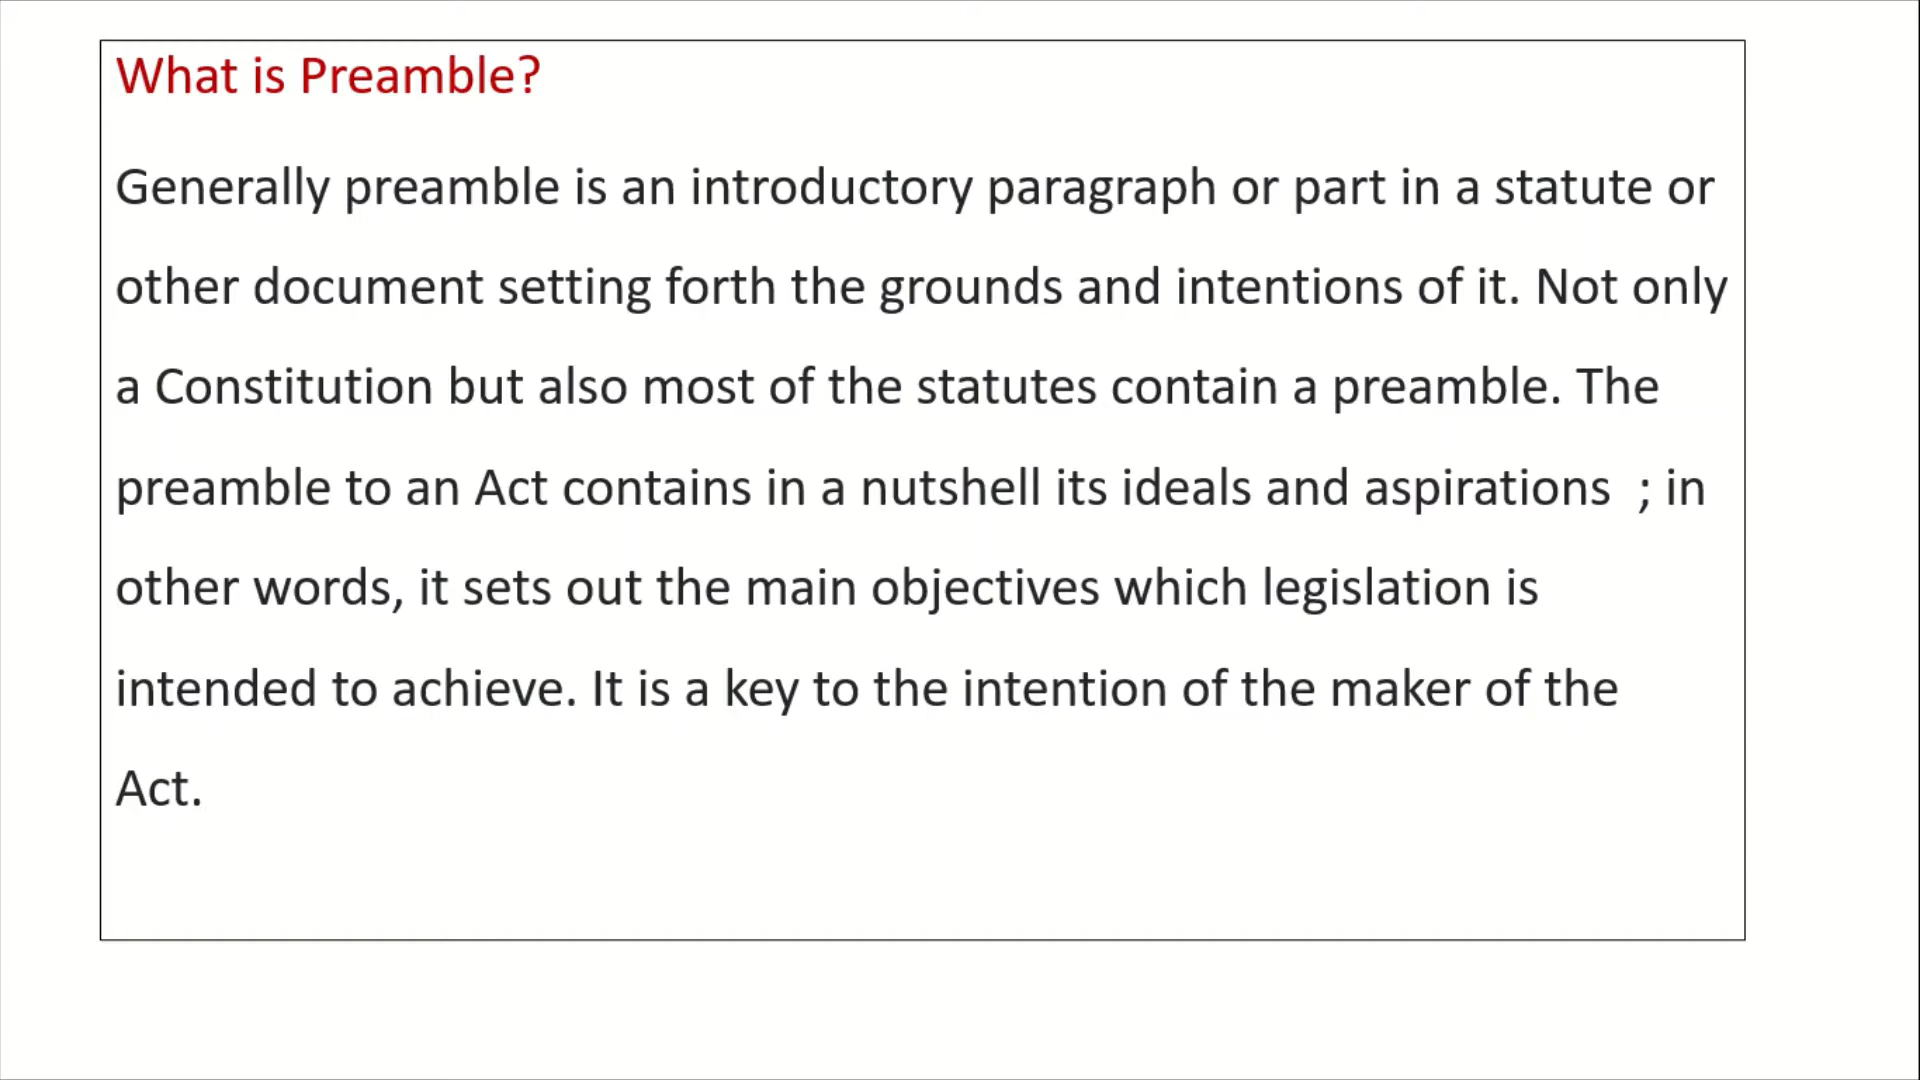 What is Preamble?
Generally preamble is an introductory paragraph or part in a statute or
other document setting forth the grounds and intentions of it. Not only
a Constitution but also most of the statutes contain a preamble. The
preamble to an Act contains in a nutshell its ideals and aspirations  ; in
other words, it sets out the main objectives which legislation is
intended to achieve. It is a key to the intention of the maker of the
Act.